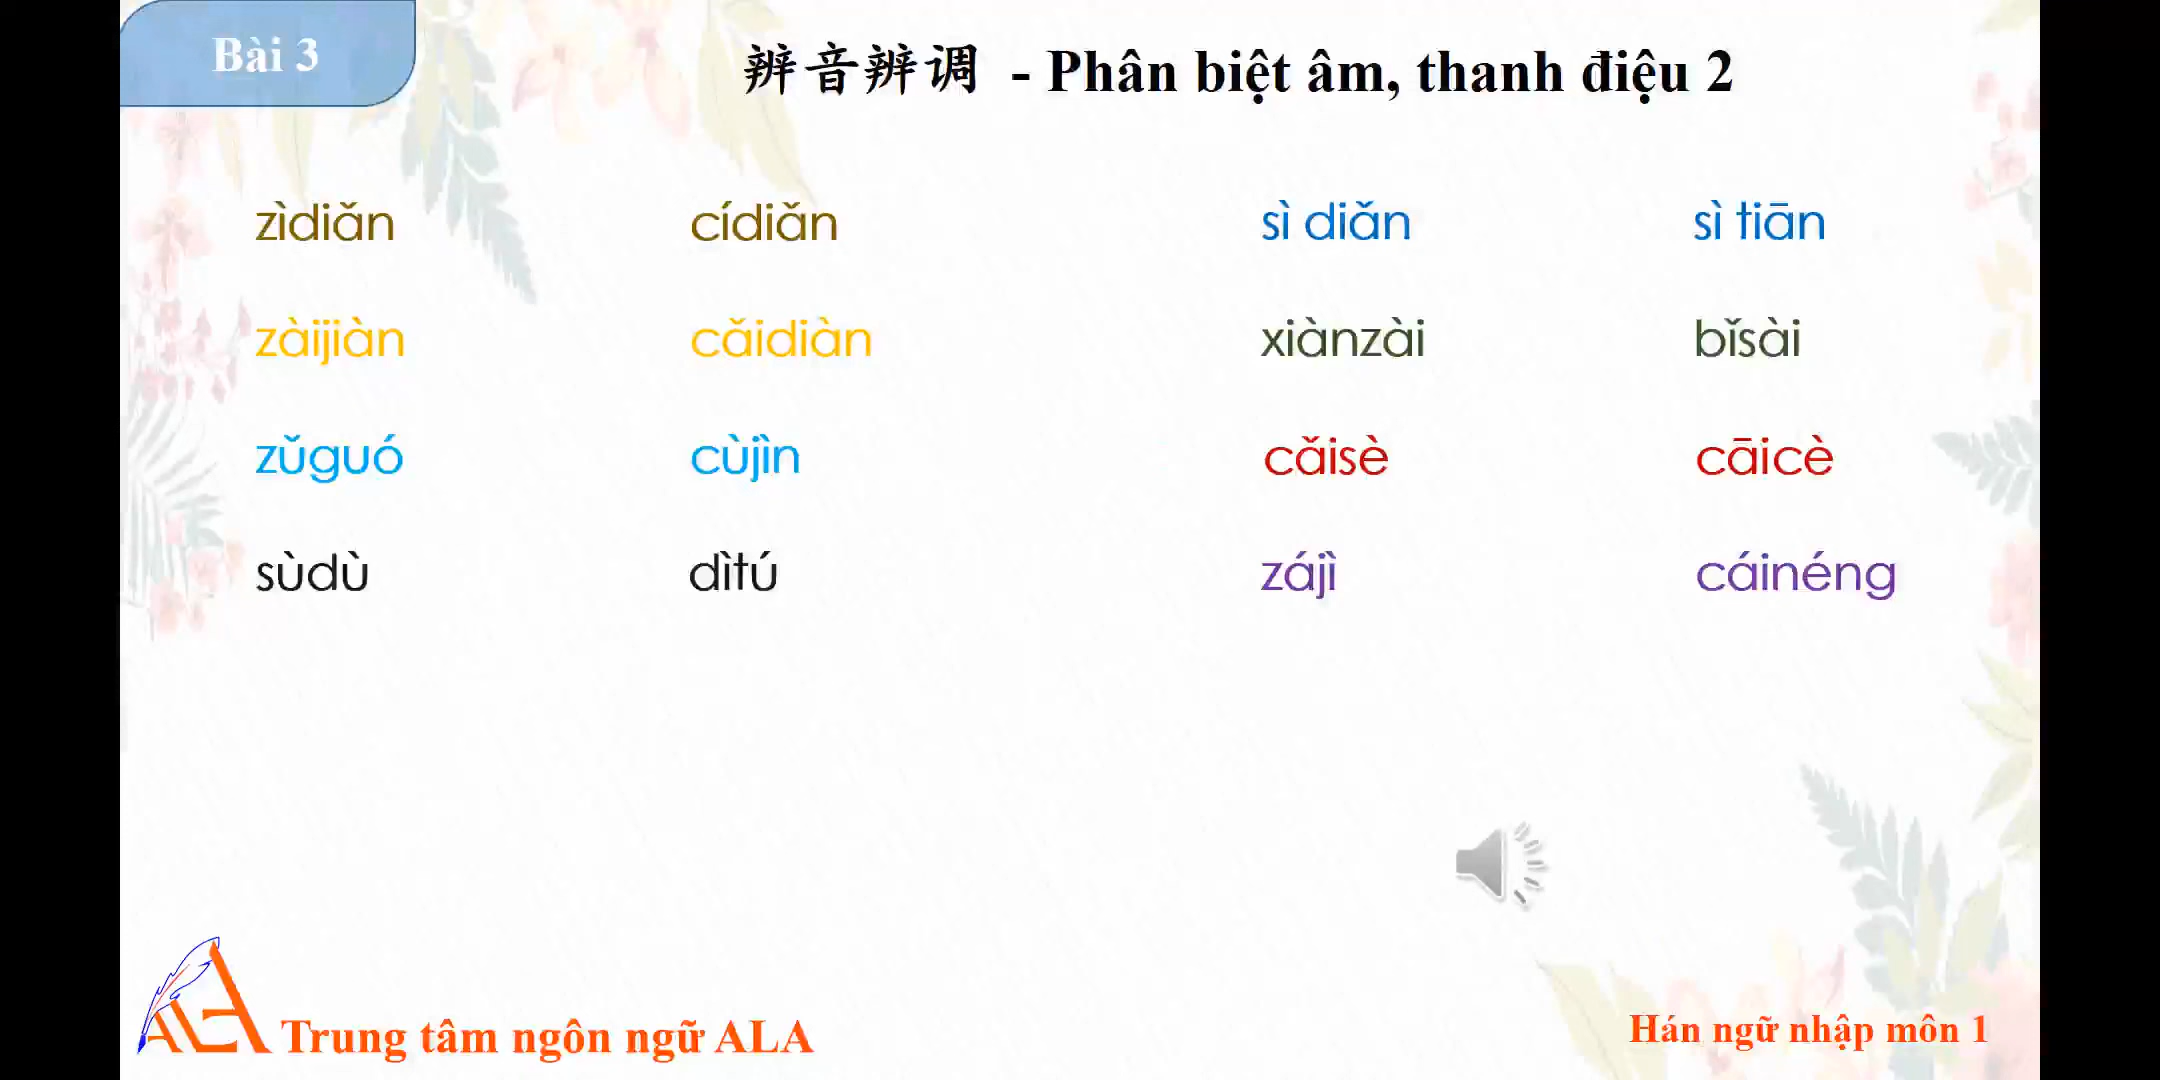 Bài 3
辨音辨调 - Phân biệt âm, thanh điệu 2
zìdiǎn cídiǎn sì diǎn sì tiān
zàijiàn cǎidiàn xiànzài bǐsài
zǔguó cùjìn cǎisè cāicè
sùdù dìtú zájì cáinéng
ALA Trung tâm ngôn ngữ ALA
Hán ngữ nhập môn 1